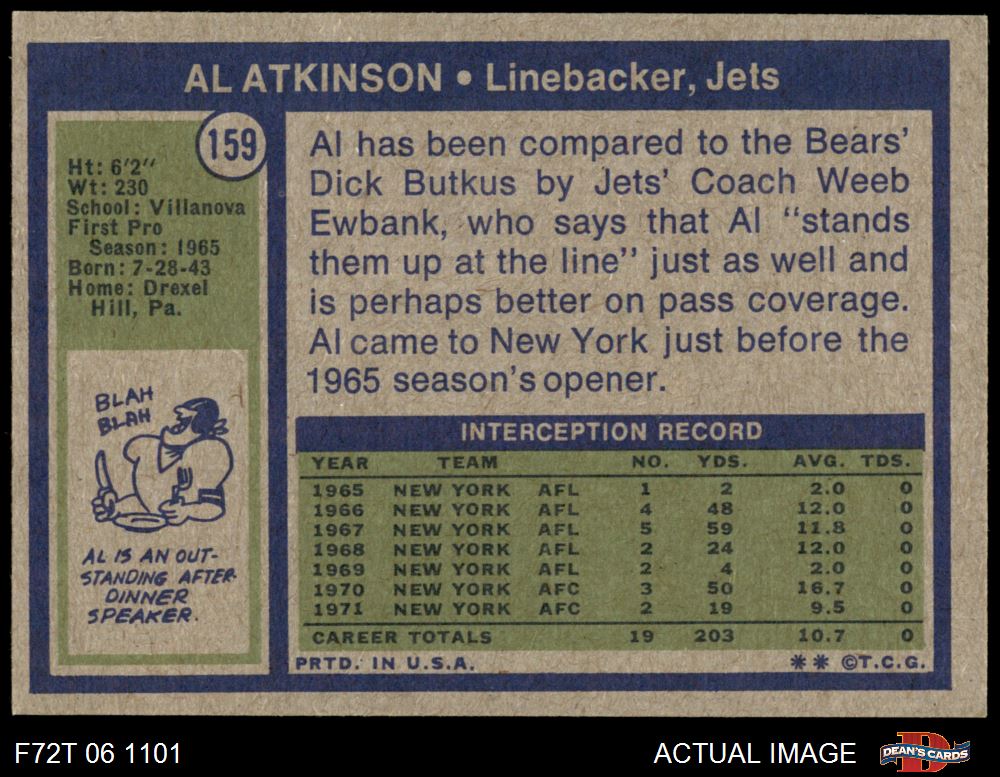 AL ATKINSON • Linebacker, Jets
159
Ht: 6'2"
Wt: 230
School: Villanova
First Pro
Season: 1965
Born: 7-28-43
Home: Drexel
Hill, Pa.
BLAH
BLAH
AL IS AN OUT-
STANDING AFTER-
DINNER
SPEAKER.
Al has been compared to the Bears'
Dick Butkus by Jets' Coach Weeb
Ewbank, who says that Al "stands
them up at the line" just as well and
is perhaps better on pass coverage.
Al came to New York just before the
1965 season's opener.
INTERCEPTION RECORD
YEAR TEAM NO. YDS. AVG. TDS.
1965 NEW YORK AFL 1 2 2.0 0
1966 NEW YORK AFL 4 48 12.0 0
1967 NEW YORK AFL 5 59 11.8 0
1968 NEW YORK AFL 2 24 12.0 0
1969 NEW YORK AFL 2 4 2.0 0
1970 NEW YORK AFC 3 50 16.7 0
1971 NEW YORK AFC 2 19 9.5 0
CAREER TOTALS 19 203 10.7 0
PRTD. IN U.S.A. ** ©T.C.G.
F72T 06 1101 ACTUAL IMAGE DEAN'S CARDS